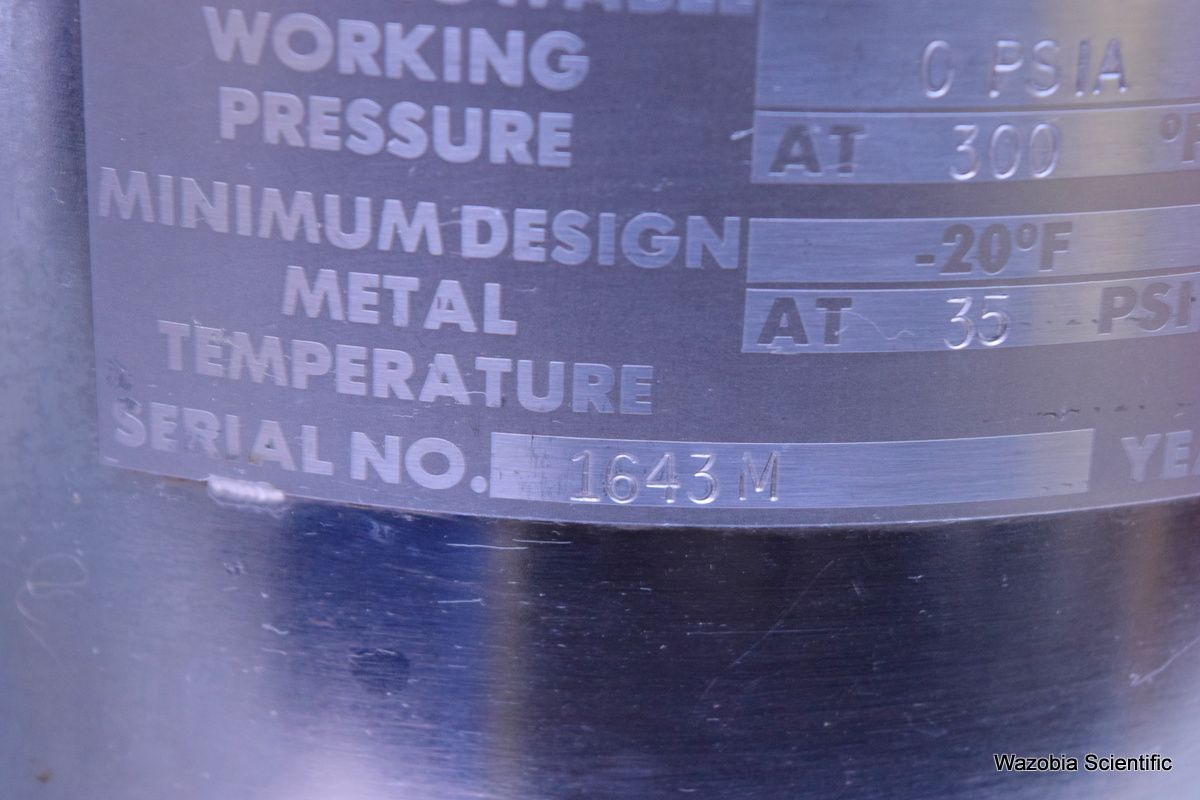 WORKING
PRESSURE
0 PSIA
AT 300 °F
MINIMUM DESIGN
METAL
TEMPERATURE
-20°F
AT 35 PSI
SERIAL NO. 1643 M
Wazobia Scientific